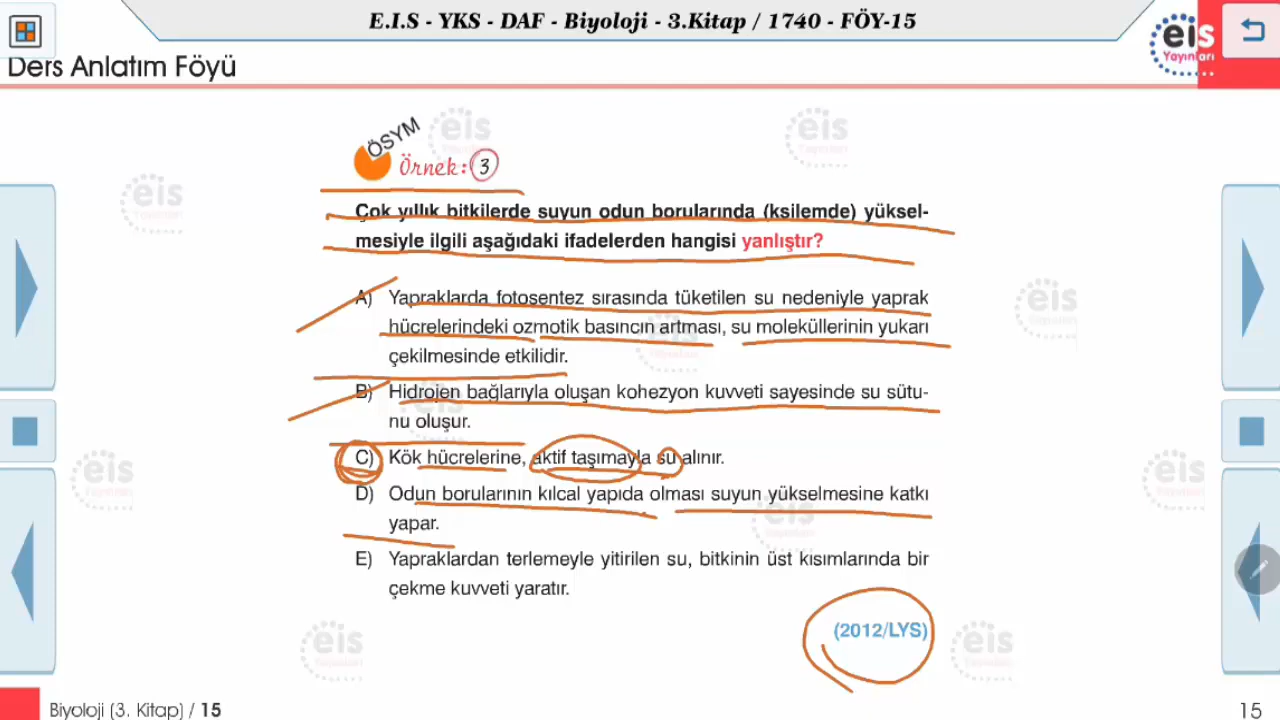 E.I.S - YKS - DAF - Biyoloji - 3.Kitap / 1740 - FÖY-15
eis
Yayınları
Ders Anlatım Föyü
ÖSYM
Örnek: 3
Çok yıllık bitkilerde suyun odun borularında (ksilemde) yüksel-
mesiyle ilgili aşağıdaki ifadelerden hangisi yanlıştır?
A) Yapraklarda fotosentez sırasında tüketilen su nedeniyle yaprak
hücrelerindeki ozmotik basıncın artması, su moleküllerinin yukarı
çekilmesinde etkilidir.
B) Hidrojen bağlarıyla oluşan kohezyon kuvveti sayesinde su sütu-
nu oluşur.
C) Kök hücrelerine, aktif taşımayla su alınır.
D) Odun borularının kılcal yapıda olması suyun yükselmesine katkı
yapar.
E) Yapraklardan terlemeyle yitirilen su, bitkinin üst kısımlarında bir
çekme kuvveti yaratır.
(2012/LYS)
Biyoloji (3. Kitap) / 15
15